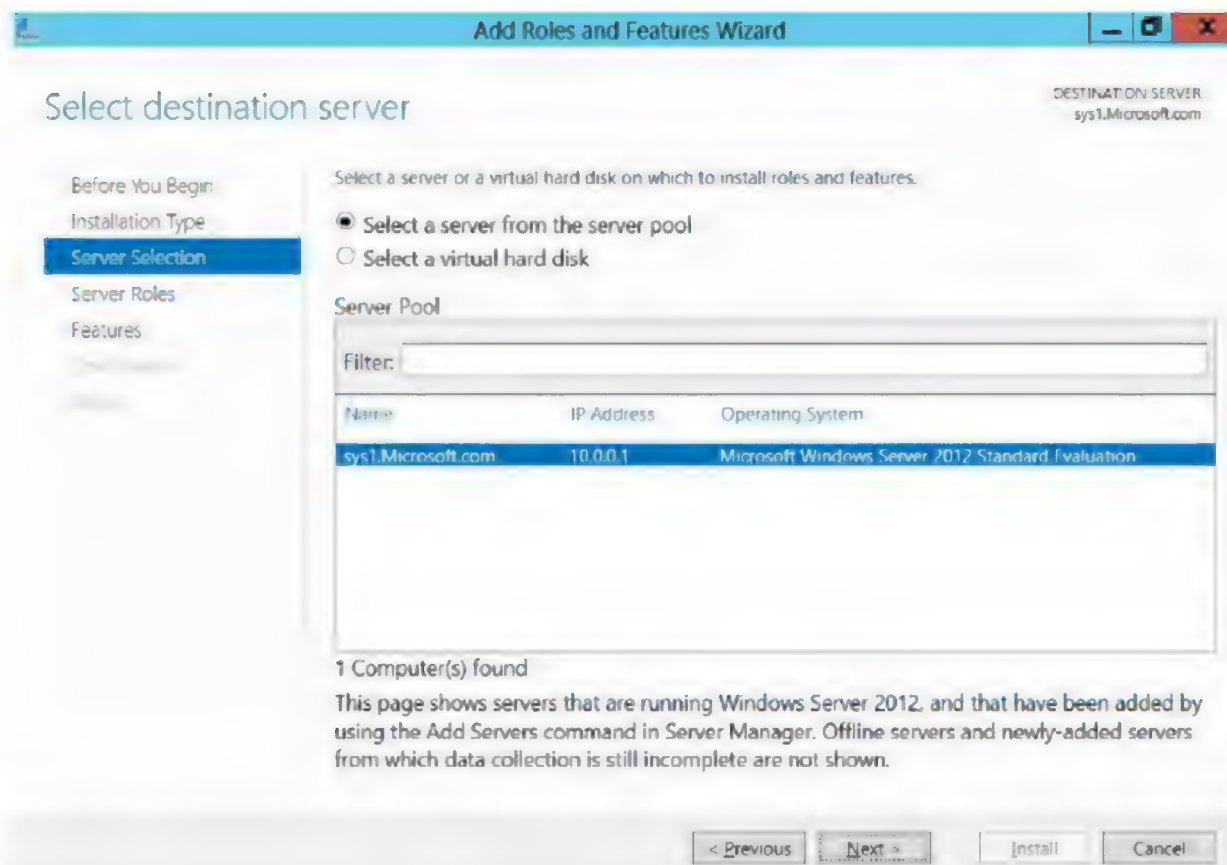 Add Roles and Features Wizard
Select destination server
DESTINATION SERVER
sys1.Microsoft.com
Before You Begin
Installation Type
Server Selection
Server Roles
Features
Select a server or a virtual hard disk on which to install roles and features.
Select a server from the server pool
Select a virtual hard disk
Server Pool
Filter:
Name IP Address Operating System
sys1.Microsoft.com 10.0.0.1 Microsoft Windows Server 2012 Standard Evaluation
1 Computer(s) found
This page shows servers that are running Windows Server 2012, and that have been added by
using the Add Servers command in Server Manager. Offline servers and newly-added servers
from which data collection is still incomplete are not shown.
< Previous Next > Install Cancel